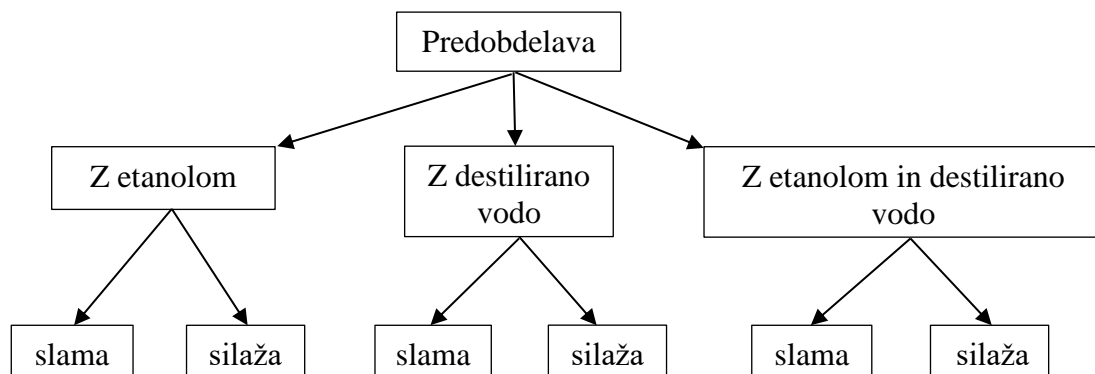 Predobdelava
Z etanolom
Z destilirano
vodo
Z etanolom in destilirano
vodo
slama
silaža
slama
silaža
slama
silaža